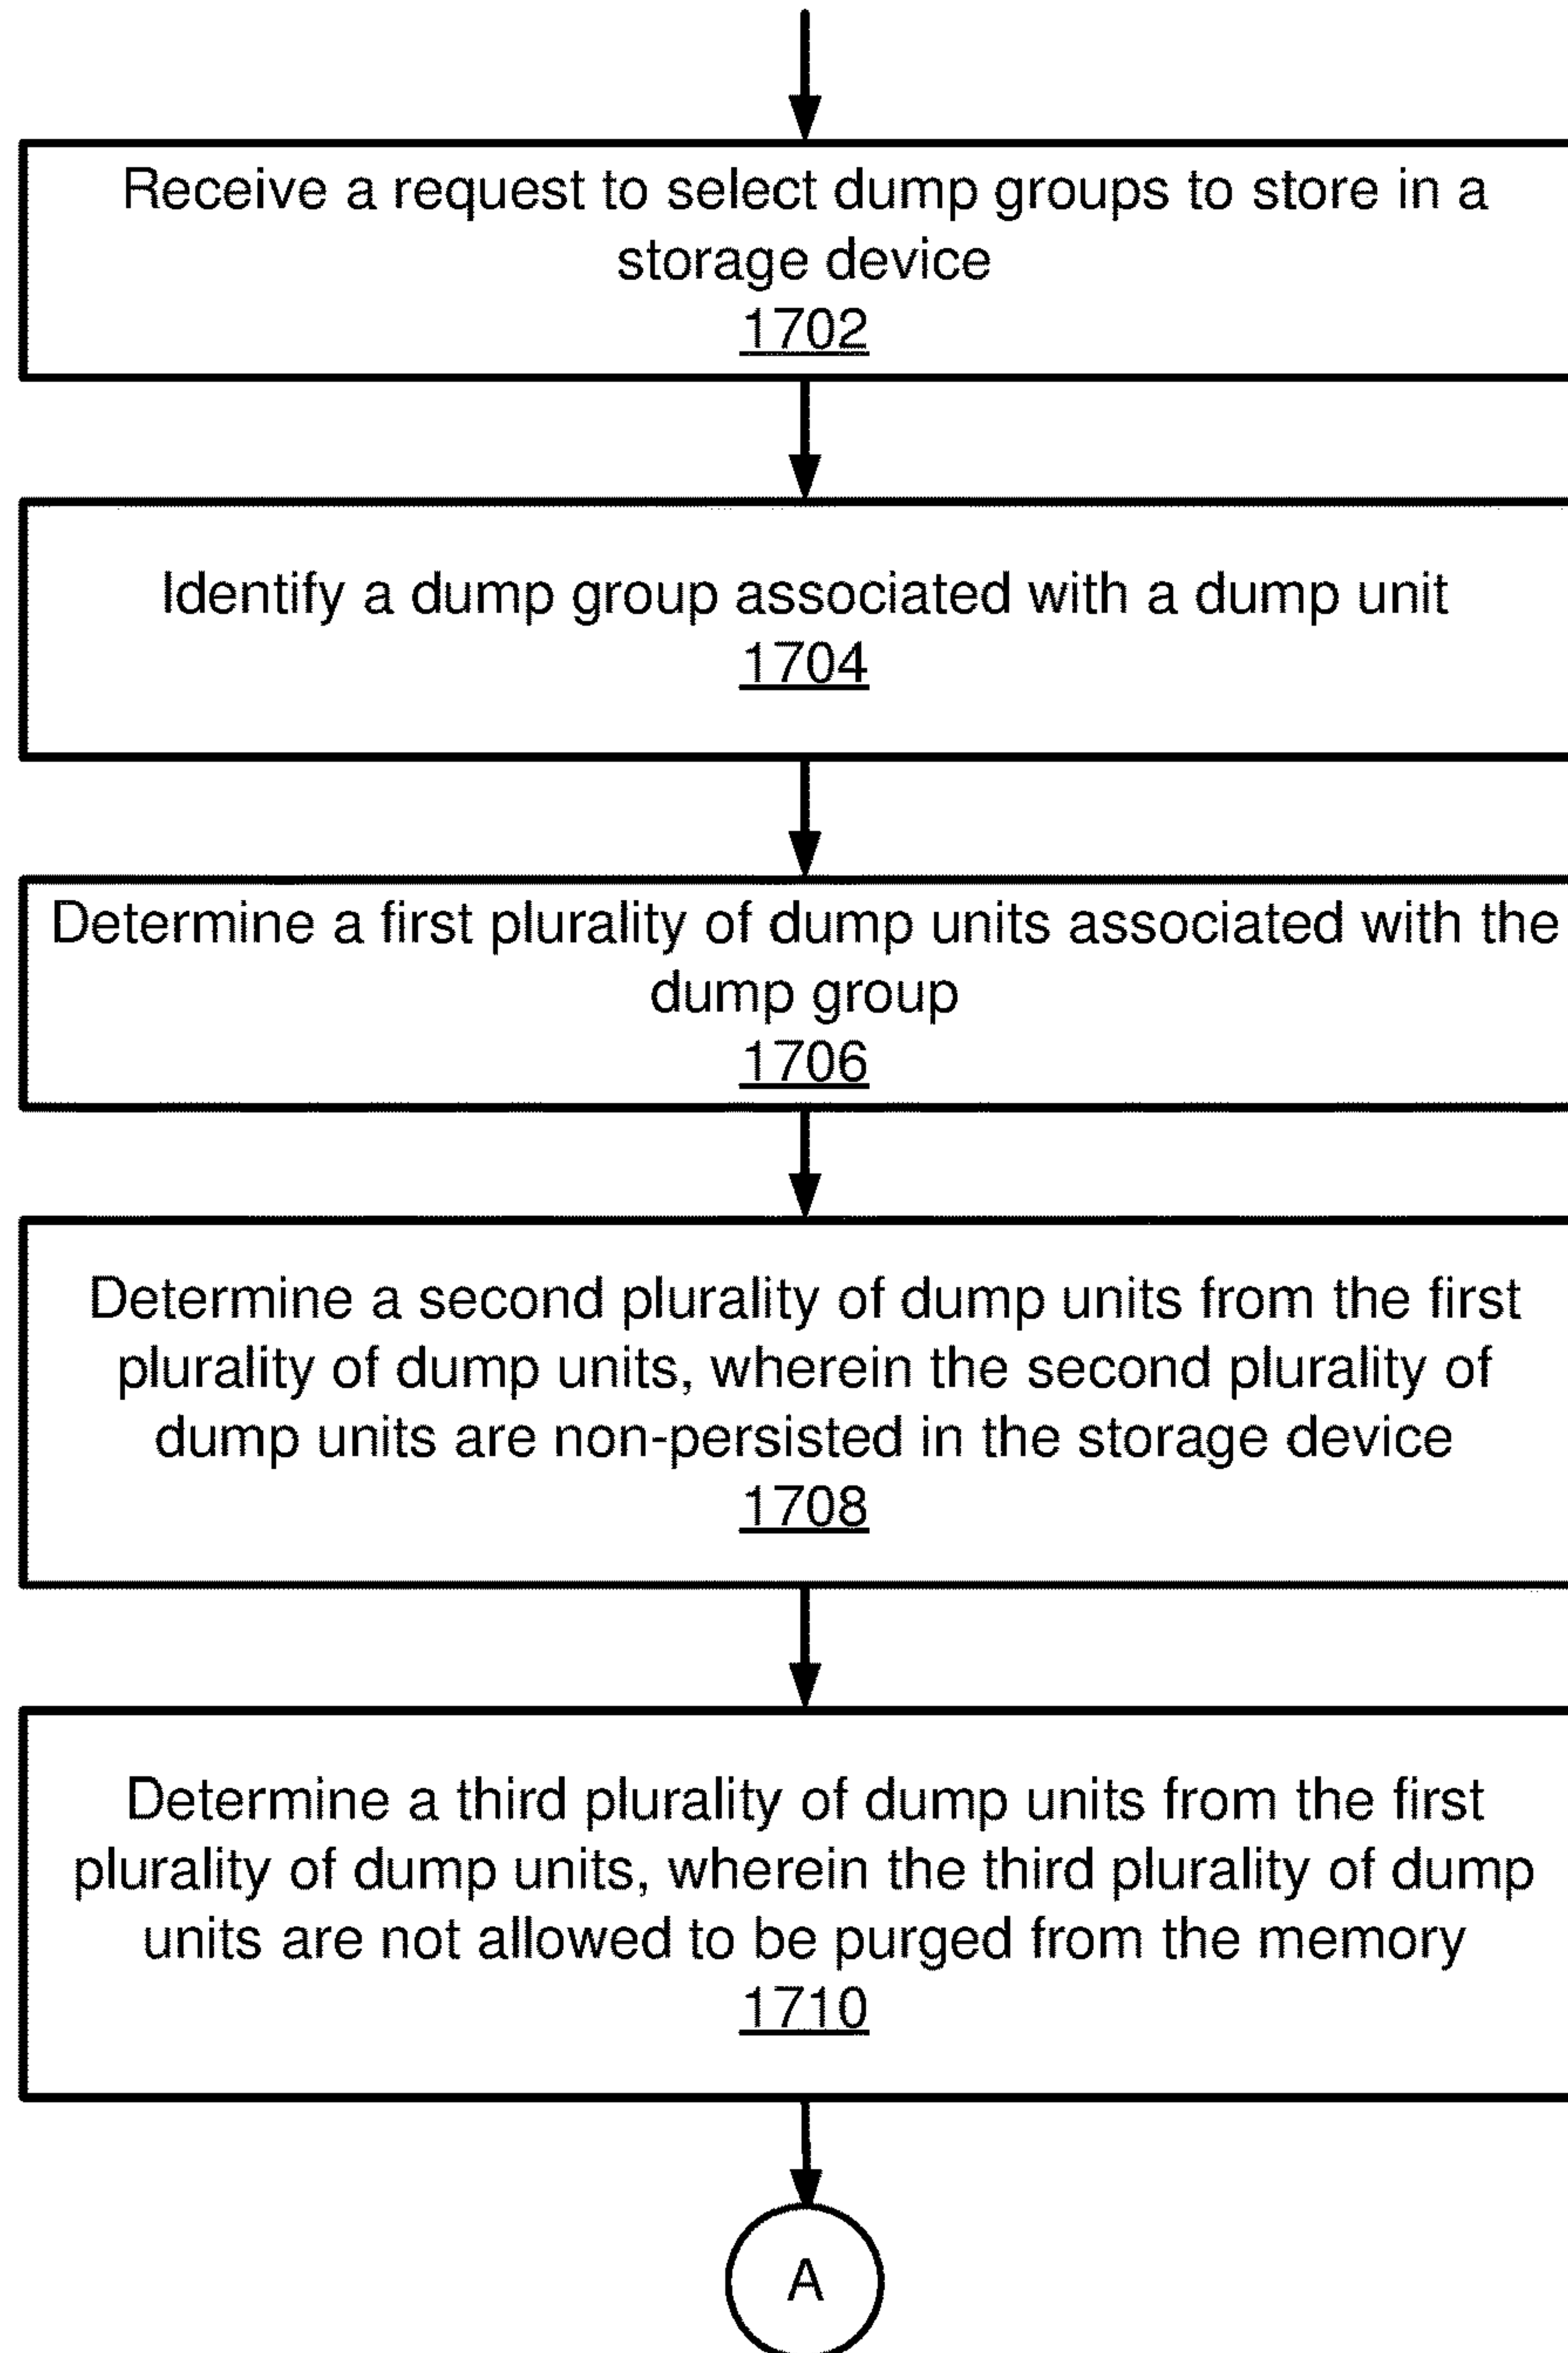 Receive a request to select dump groups to store in a
storage device
1702
Identify a dump group associated with a dump unit
1704
Determine a first plurality of dump units associated with the
dump group
1706
Determine a second plurality of dump units from the first
plurality of dump units, wherein the second plurality of
dump units are non-persisted in the storage device
1708
Determine a third plurality of dump units from the first
plurality of dump units, wherein the third plurality of dump
units are not allowed to be purged from the memory
1710
A